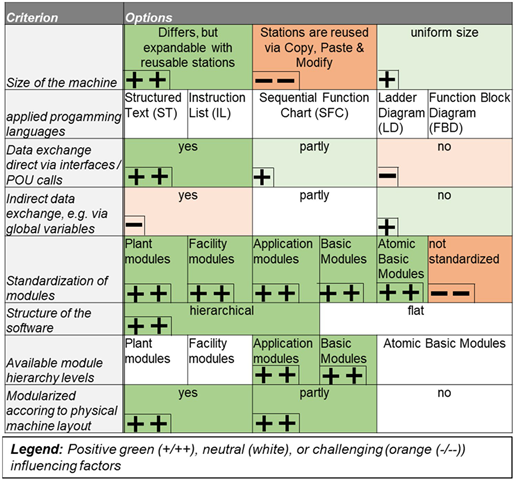 Criterion Options
Size of the machine
Differs, but
expandable with
reusable stations
++
Stations are reused
via Copy, Paste &
Modify
−−
uniform size
+
applied progamming
languages
Structured
Text (ST)
Instruction
List (IL)
Sequential Function
Chart (SFC)
Ladder
Diagram
(LD)
Function Block
Diagram
(FBD)
Data exchange
direct via interfaces /
POU calls
yes
++
partly
+
no
−
Indirect data
exchange, e.g. via
global variables
yes
−
partly
no
+
Standardization of
modules
Plant
modules
++
Facility
modules
++
Application
modules
++
Basic
Modules
++
Atomic
Basic
Modules
++
not
standardized
−−
Structure of the
software
hierarchical
++
flat
Available module
hierarchy levels
Plant
modules
Facility
modules
Application
modules
++
Basic
Modules
++
Atomic Basic Modules
Modularized
accoring to physical
machine layout
yes
++
partly
++
no
Legend: Positive green (+/++), neutral (white), or challenging (orange (-/--))
influencing factors